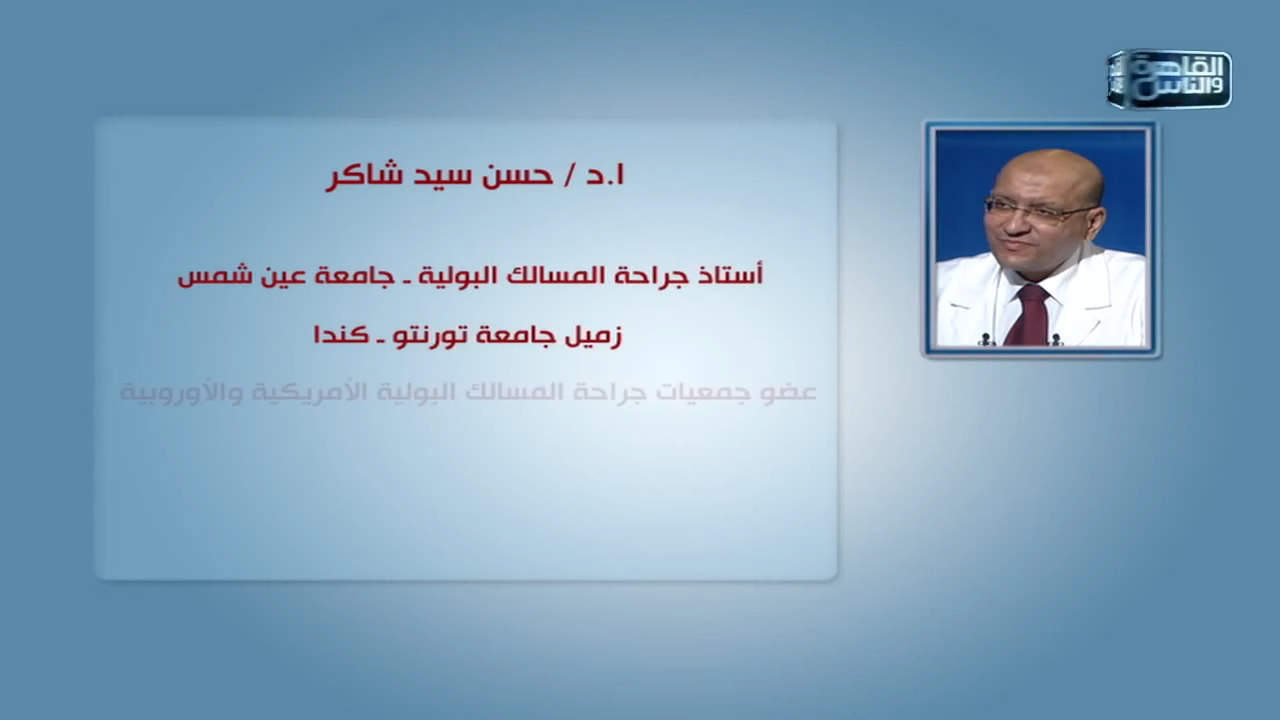 القاهرة
والناس
ا.د / حسن سيد شاكر
أستاذ جراحة المسالك البولية ـ جامعة عين شمس
زميل جامعة تورنتو ـ كندا
عضو جمعيات جراحة المسالك البولية الأمريكية والأوروبية